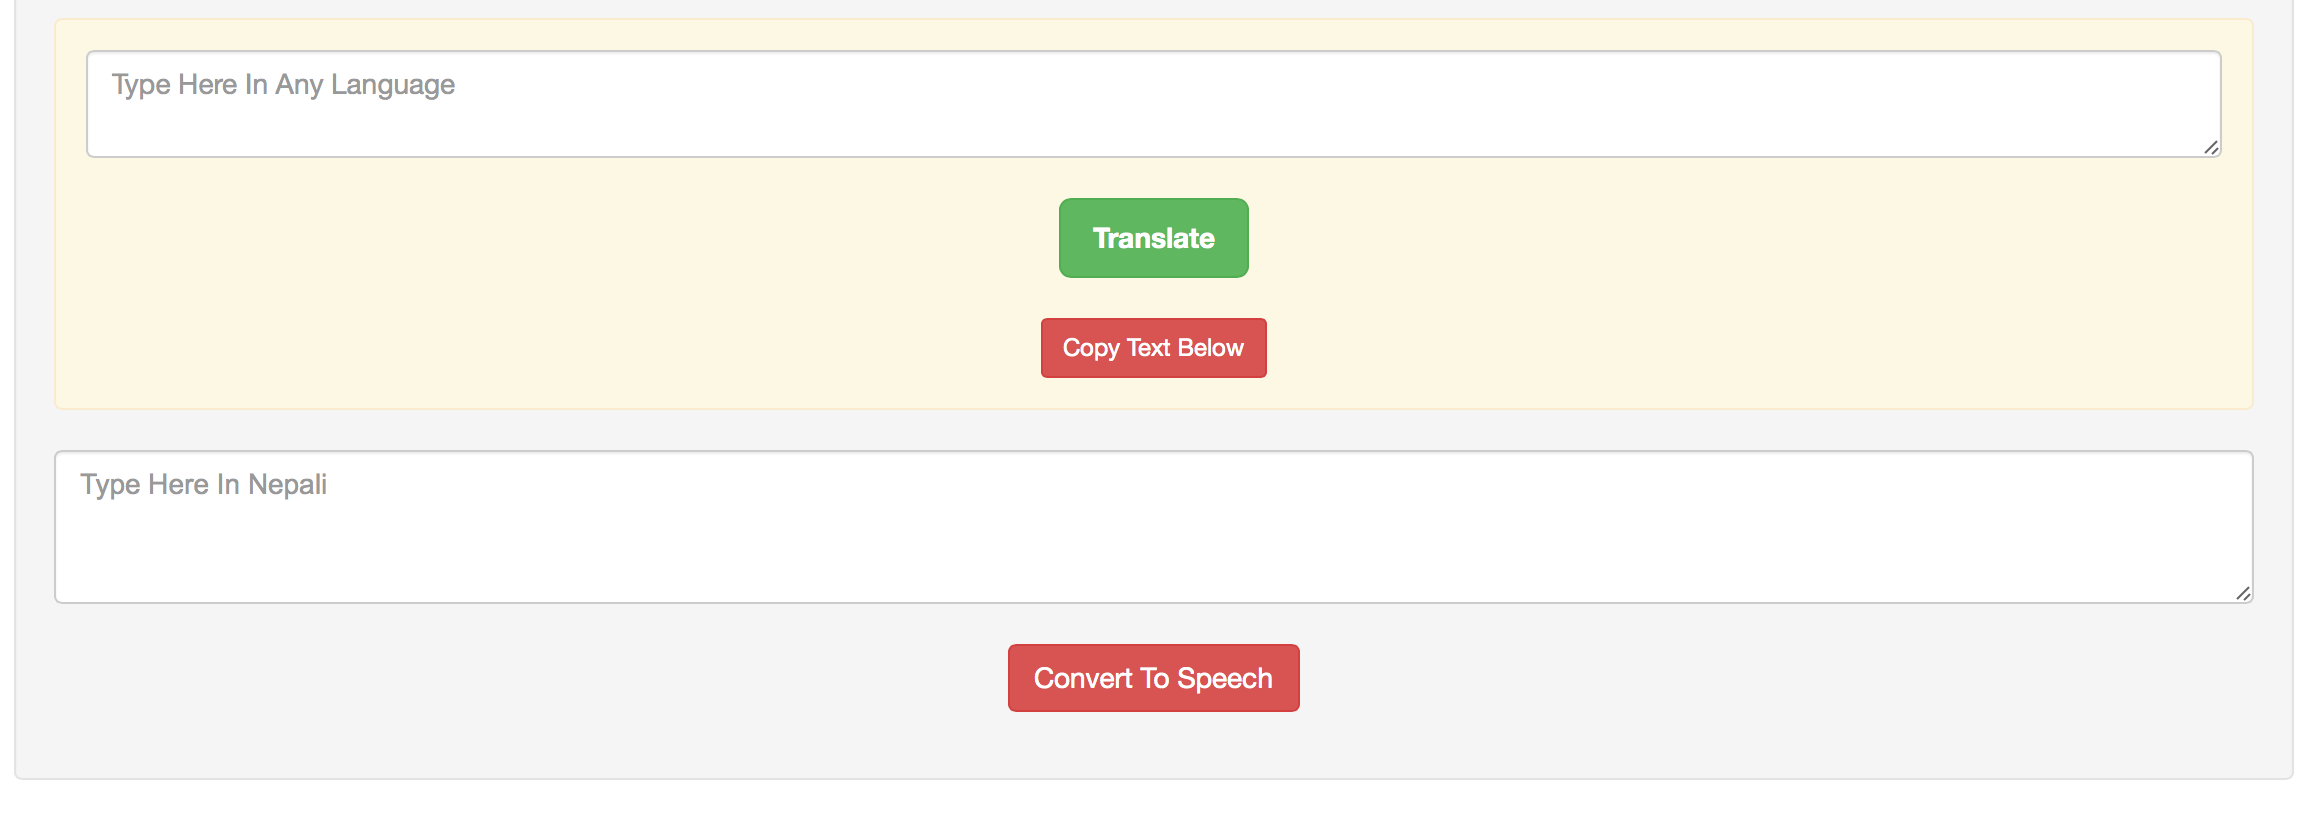 Type Here In Any Language
Translate
Copy Text Below
Type Here In Nepali
Convert To Speech